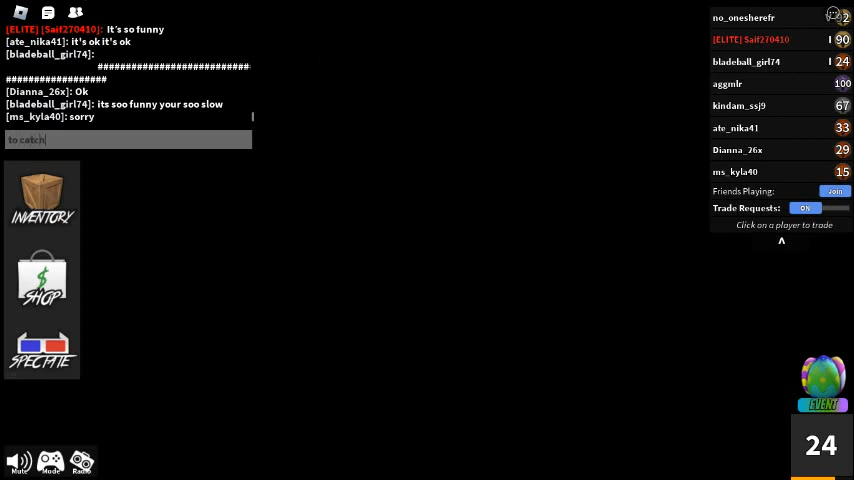 [ELITE] [Saif270410]: It's so funny
[ate_nika41]: it's ok it's ok
[bladeball_girl74]:
###########################
##################
[Dianna_26x]: Ok
[bladeball_girl74]: its soo funny your soo slow
[ms_kyla40]: sorry
to catch
INVENTORY
SHOP
SPECTATE
Mute
Mode
Radio
no_onesherefr
[ELITE] Saif270410 90
bladeball_girl74 24
aggmlr 100
kindam_ssj9 67
ate_nika41 33
Dianna_26x 29
ms_kyla40 15
Friends Playing: Join
Trade Requests: ON
Click on a player to trade
EVENT
24